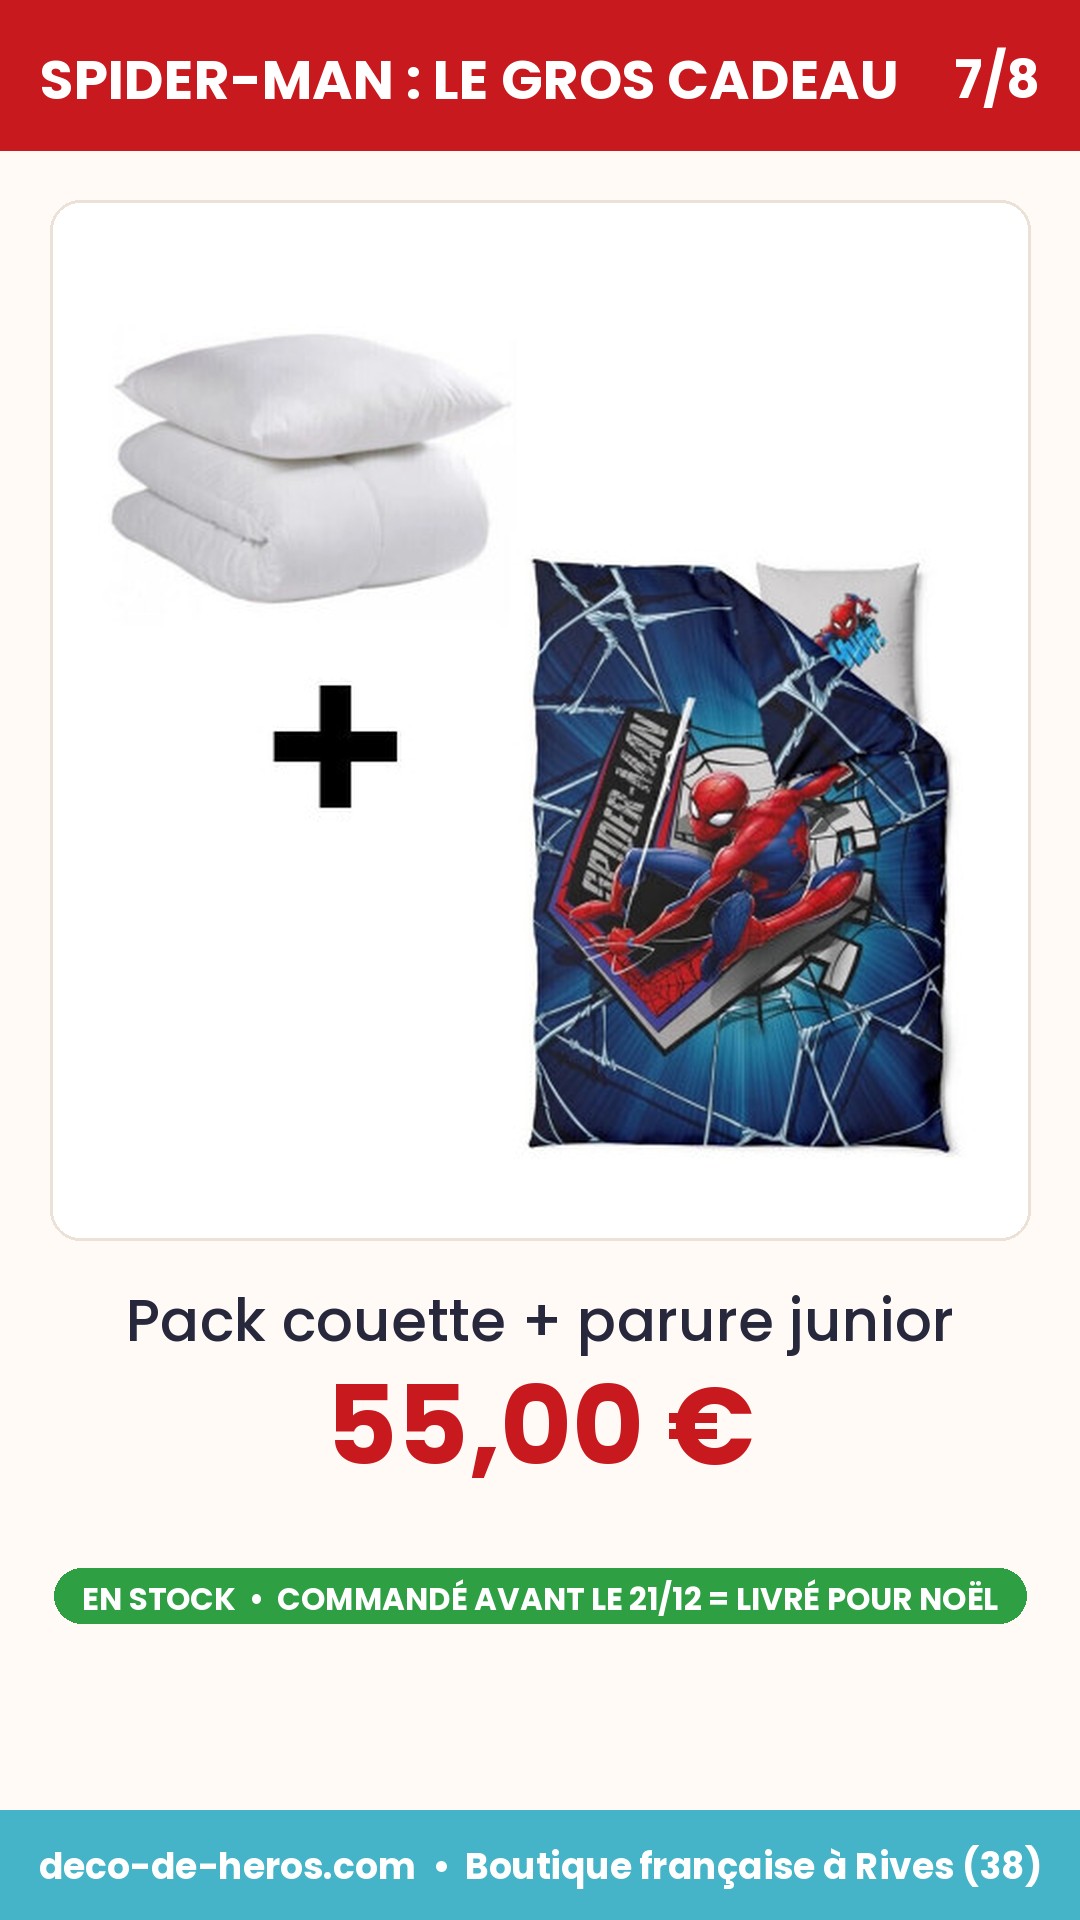 SPIDER-MAN : LE GROS CADEAU 7/8
+
SPIDER-MAN
Pack couette + parure junior
55,00 €
EN STOCK • COMMANDÉ AVANT LE 21/12 = LIVRÉ POUR NOËL
deco-de-heros.com • Boutique française à Rives (38)